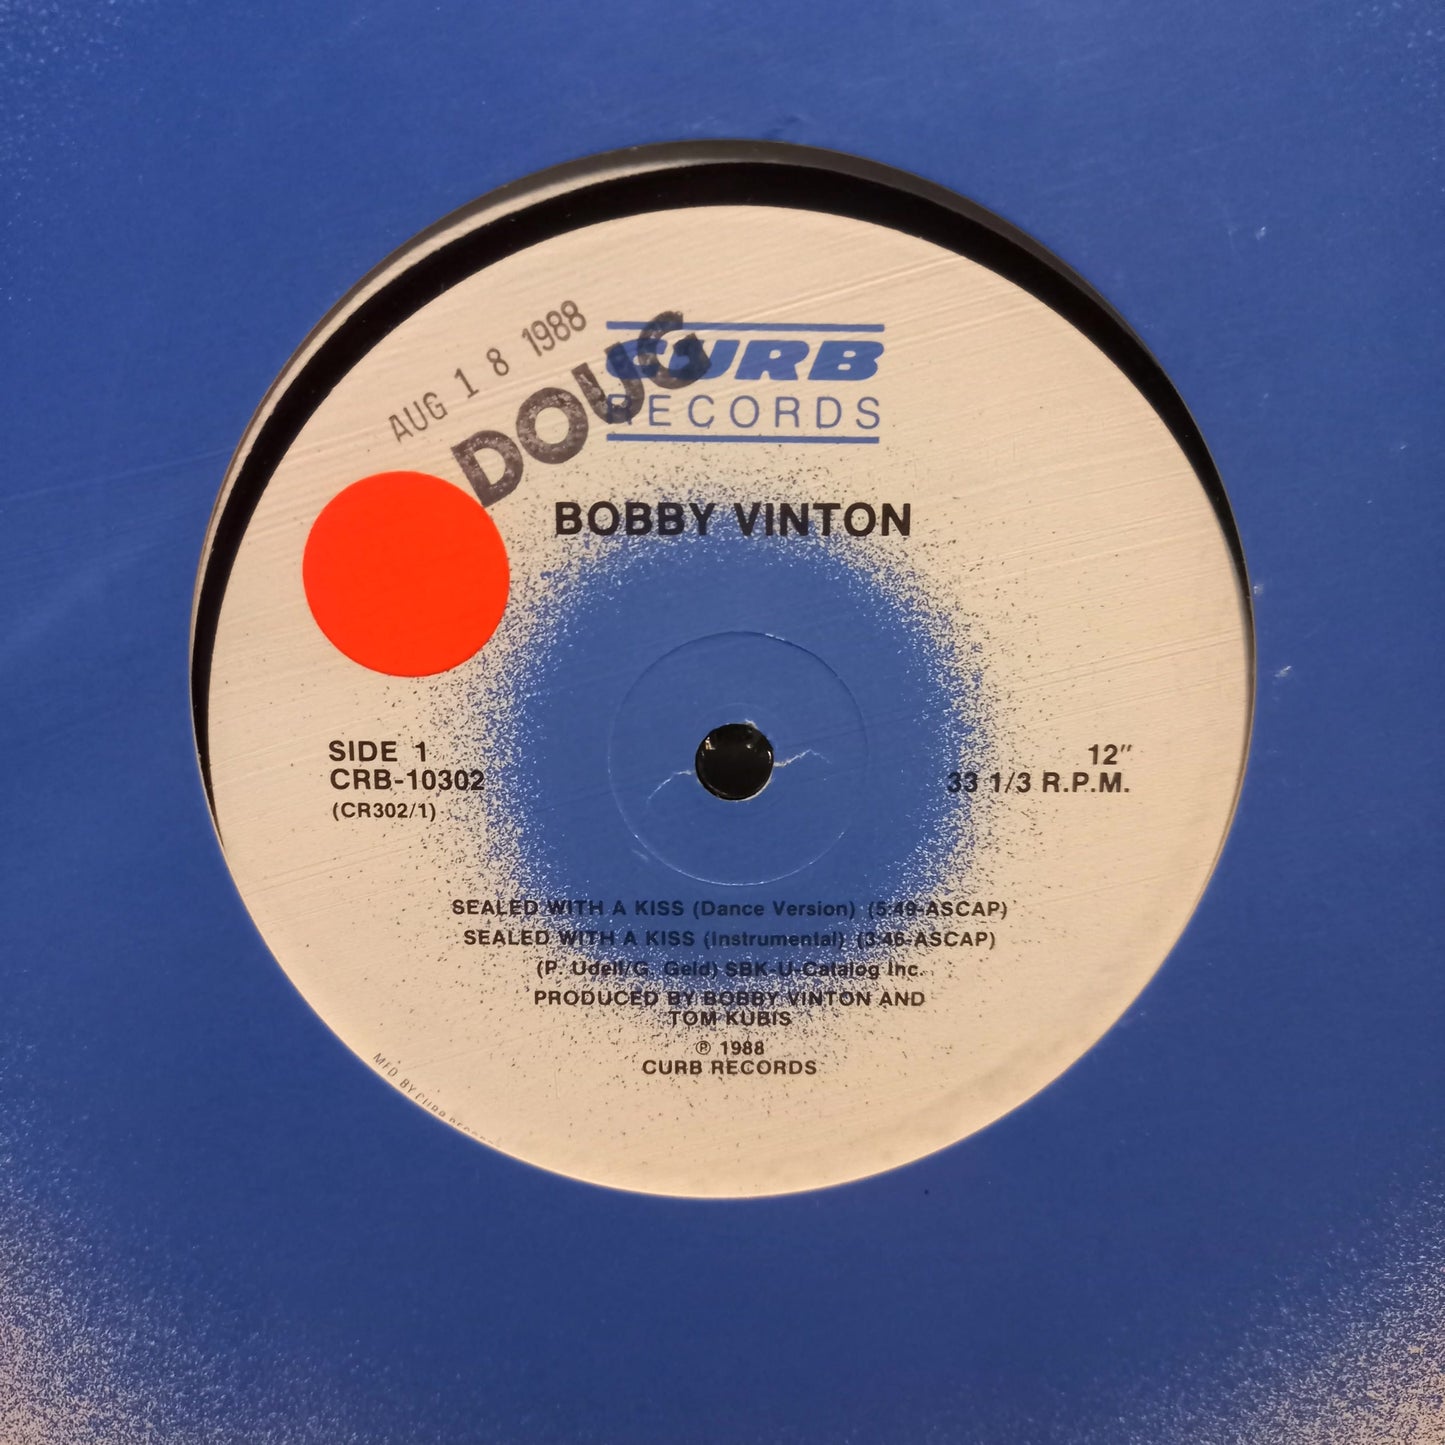 AUG 18 1988
DOUG
CURB
RECORDS
BOBBY VINTON
SIDE 1
CRB-10302
(CR302/1)
12"
33 1/3 R.P.M.
SEALED WITH A KISS (Dance Version) (5:49-ASCAP)
SEALED WITH A KISS (Instrumental) (3:46-ASCAP)
(P. Udell/G. Geld) SBK-U-Catalog Inc.
PRODUCED BY BOBBY VINTON AND
TOM KUBIS
℗ 1988
CURB RECORDS
MFD BY CURB RECORDS